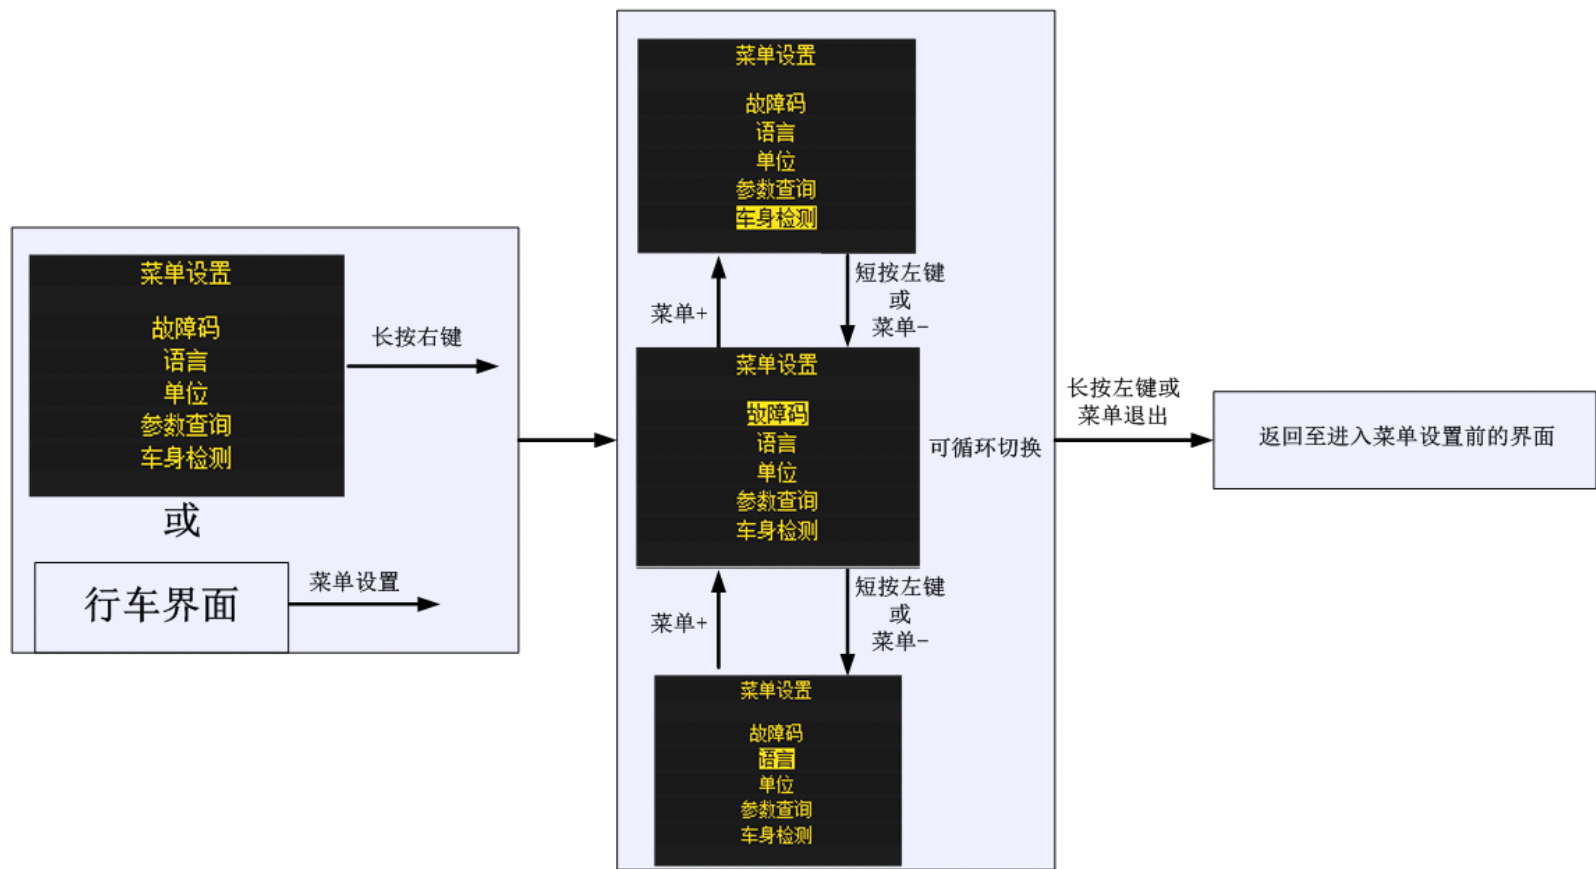 菜单设置
故障码
语言
单位
参数查询
车身检测
长按右键
或
行车界面
菜单设置
菜单设置
故障码
语言
单位
参数查询
车身检测
菜单+
短按左键
或
菜单-
菜单设置
故障码
语言
单位
参数查询
车身检测
可循环切换
菜单+
短按左键
或
菜单-
菜单设置
故障码
语言
单位
参数查询
车身检测
长按左键或
菜单退出
返回至进入菜单设置前的界面